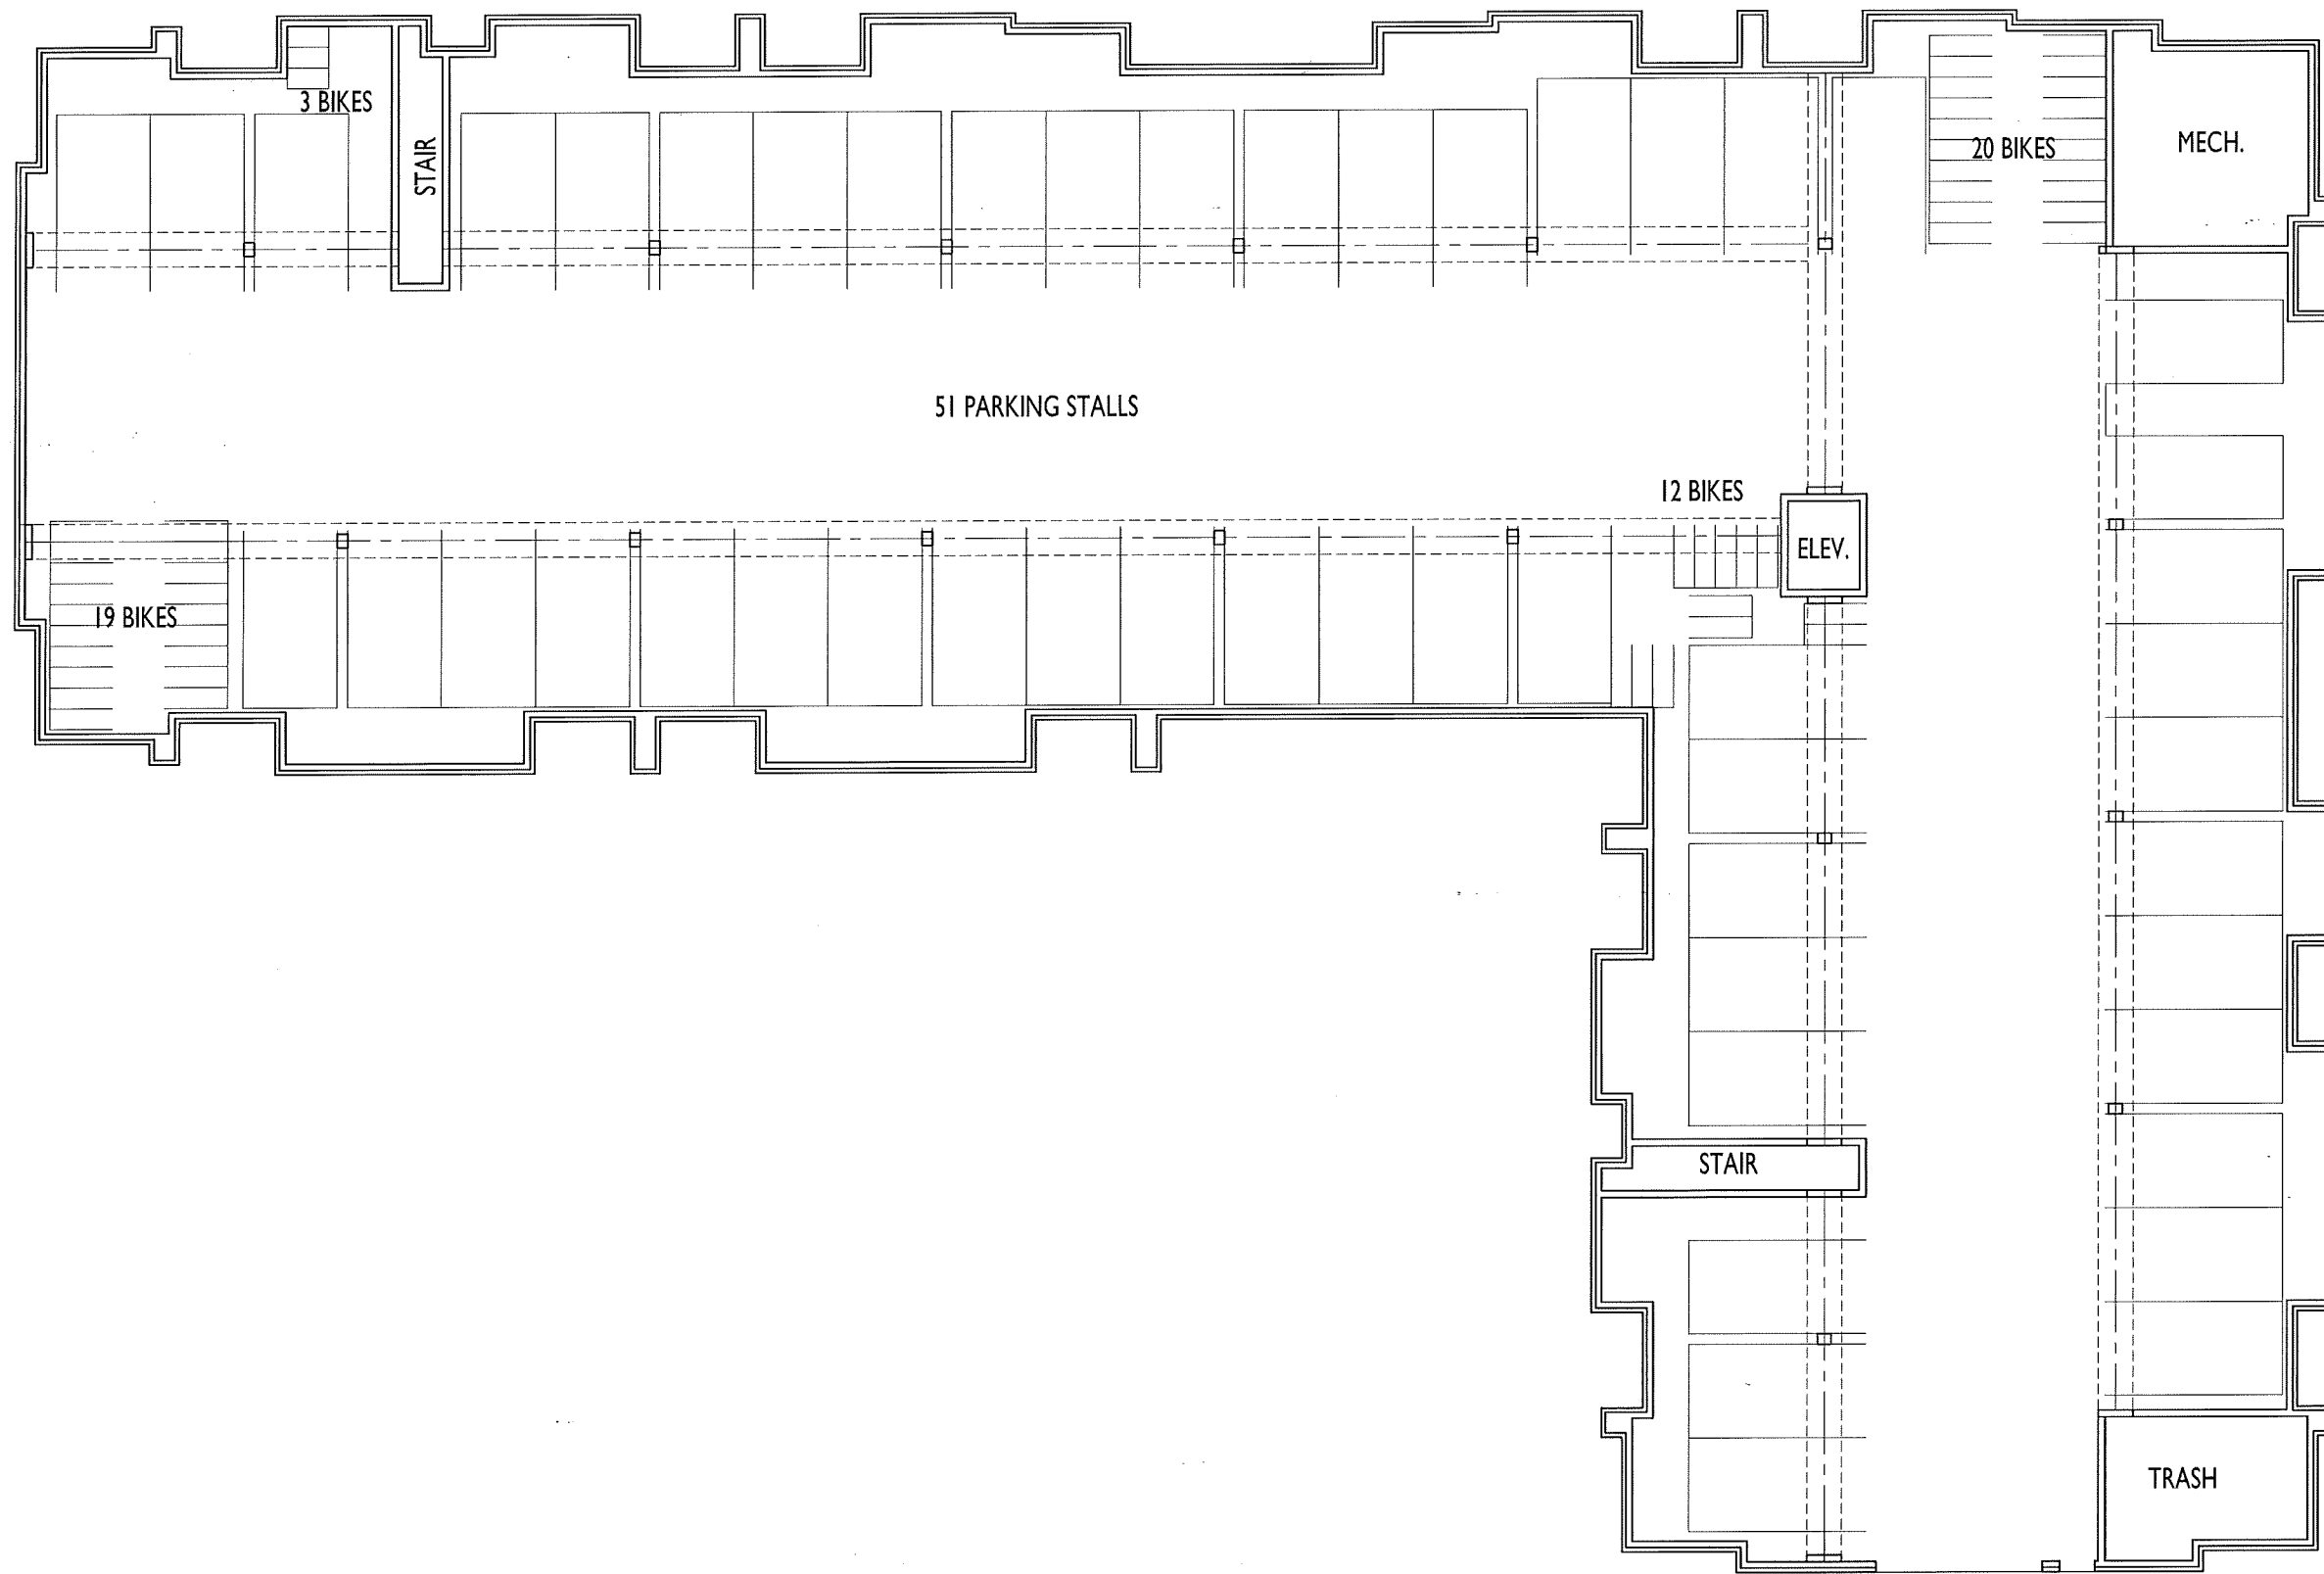 3 BIKES
STAIR
20 BIKES
MECH.
51 PARKING STALLS
12 BIKES
ELEV.
19 BIKES
STAIR
TRASH